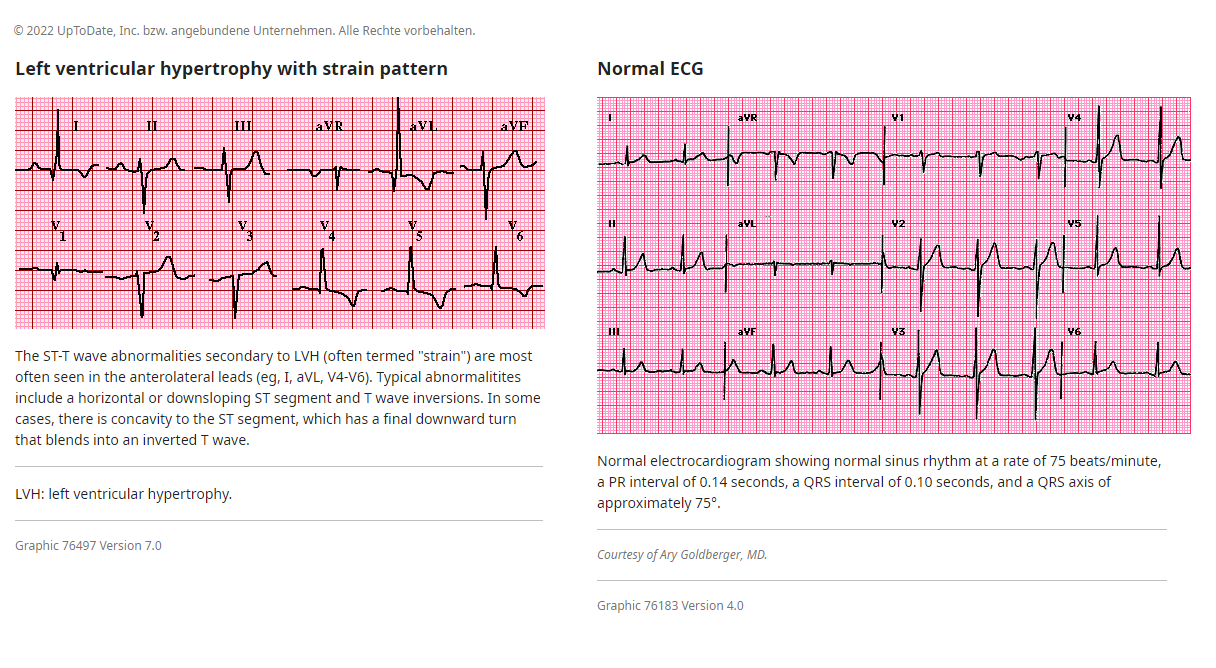 © 2022 UpToDate, Inc. bzw. angebundene Unternehmen. Alle Rechte vorbehalten.
Left ventricular hypertrophy with strain pattern
I II III aVR aVL aVF
V1 V2 V3 V4 V5 V6
The ST-T wave abnormalities secondary to LVH (often termed "strain") are most
often seen in the anterolateral leads (eg, I, aVL, V4-V6). Typical abnormalitites
include a horizontal or downsloping ST segment and T wave inversions. In some
cases, there is concavity to the ST segment, which has a final downward turn
that blends into an inverted T wave.
LVH: left ventricular hypertrophy.
Graphic 76497 Version 7.0
Normal ECG
I aVR V1 V4
II aVL V2 V5
III aVF V3 V6
Normal electrocardiogram showing normal sinus rhythm at a rate of 75 beats/minute,
a PR interval of 0.14 seconds, a QRS interval of 0.10 seconds, and a QRS axis of
approximately 75°.
Courtesy of Ary Goldberger, MD.
Graphic 76183 Version 4.0